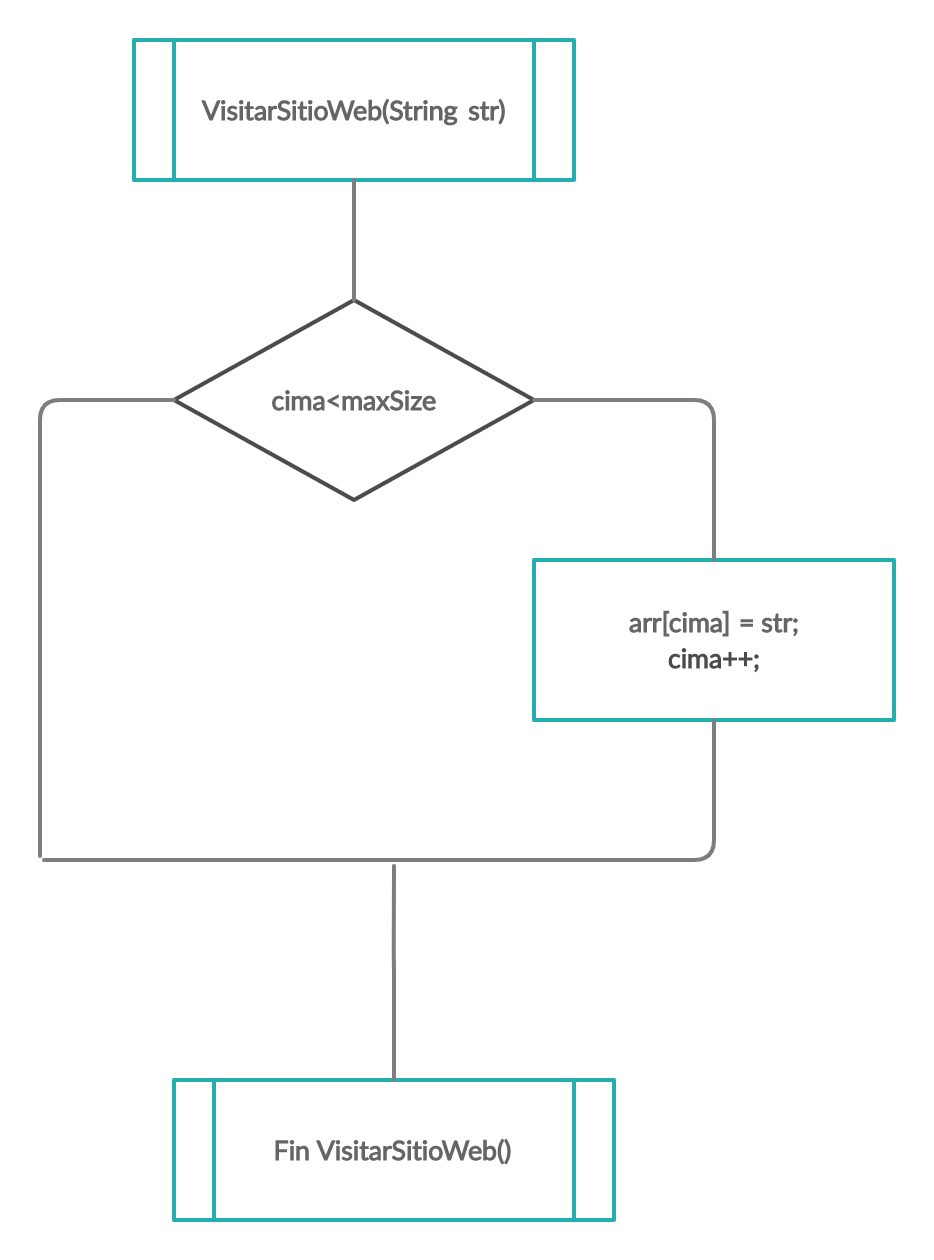 VisitarSitioWeb(String str)
cima<maxSize
arr[cima] = str;
cima++;
Fin VisitarSitioWeb()